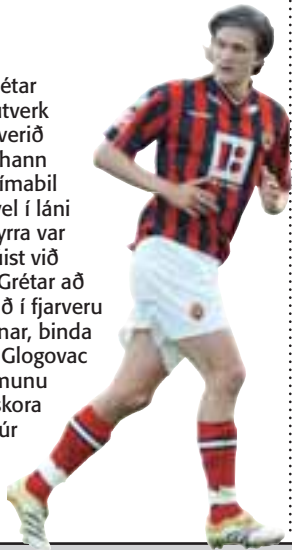 étar
utverk
verið
hann
ímabil
vel í láni
yrra var
uist við
Grétar að
ið í fjarveru
nar, binda
Glogovac
munu
skora
úr